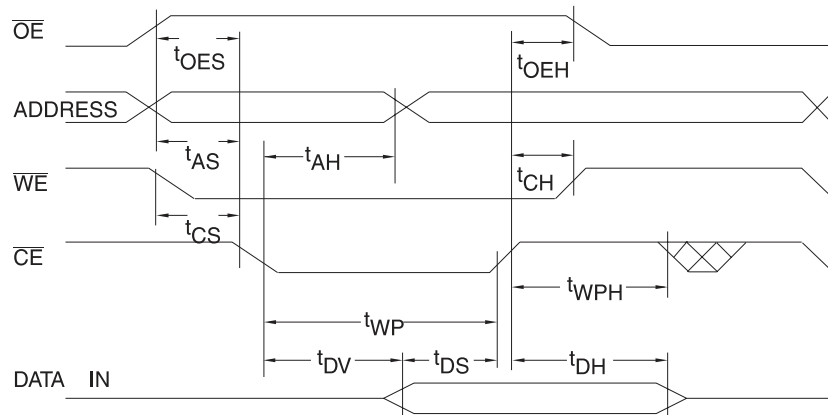 OE
tOES
tOEH
ADDRESS
tAS
tAH
tCH
WE
tCS
CE
tWPH
tWP
tDV
tDS
tDH
DATA IN